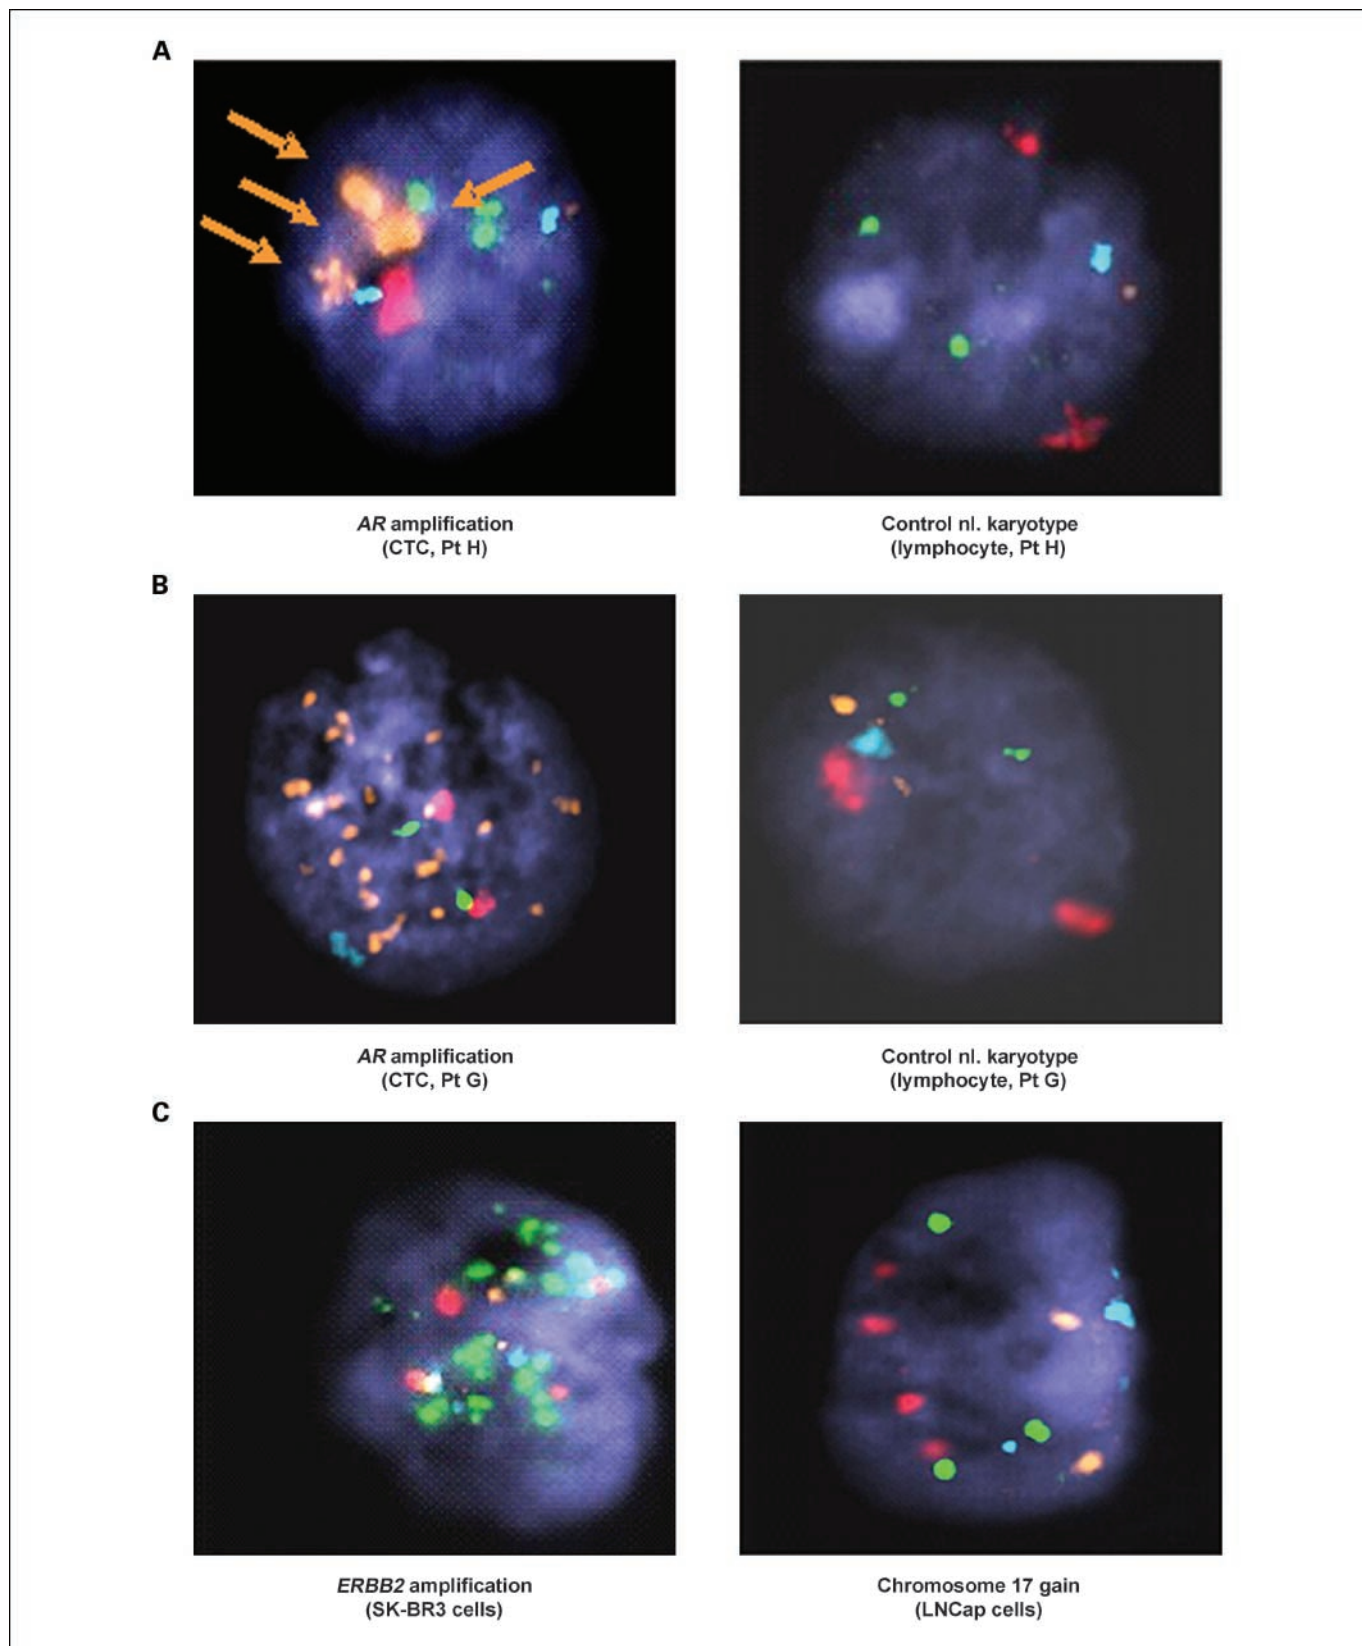 A
AR amplification
(CTC, Pt H)
Control nl. karyotype
(lymphocyte, Pt H)
B
AR amplification
(CTC, Pt G)
Control nl. karyotype
(lymphocyte, Pt G)
C
ERBB2 amplification
(SK-BR3 cells)
Chromosome 17 gain
(LNCap cells)